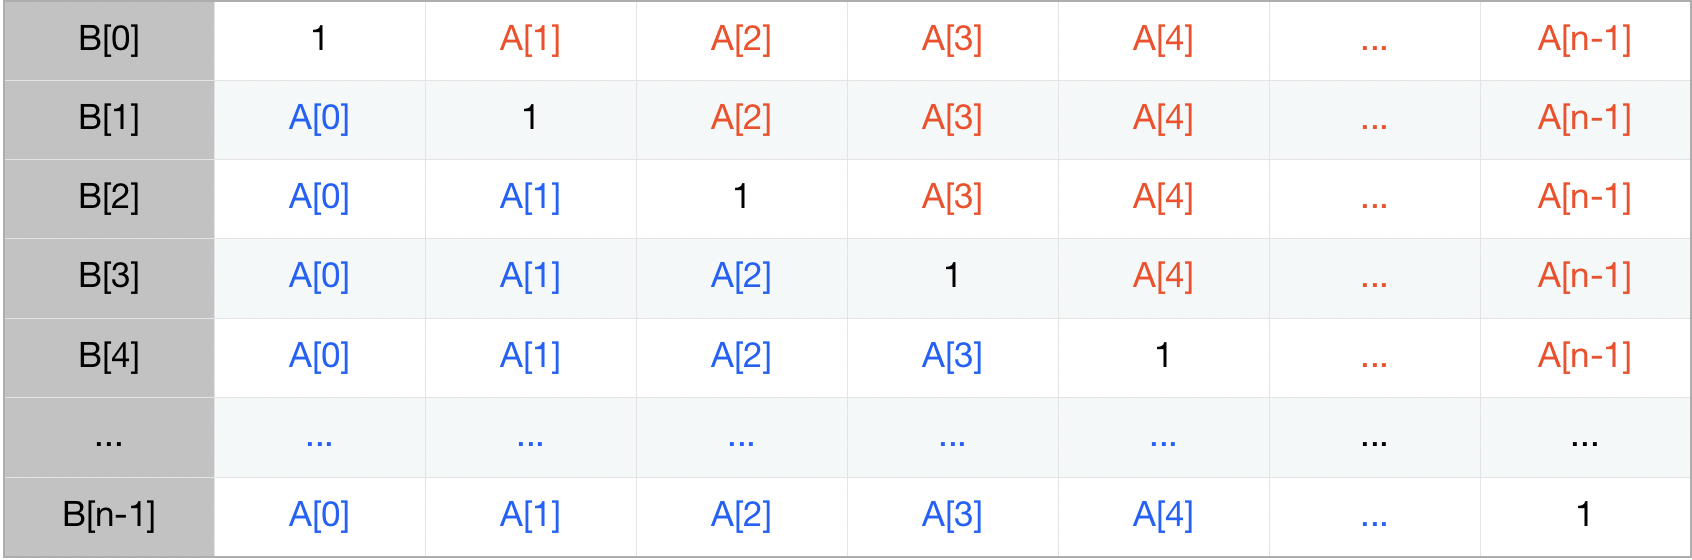 B[0] 1 A[1] A[2] A[3] A[4] ... A[n-1]
B[1] A[0] 1 A[2] A[3] A[4] ... A[n-1]
B[2] A[0] A[1] 1 A[3] A[4] ... A[n-1]
B[3] A[0] A[1] A[2] 1 A[4] ... A[n-1]
B[4] A[0] A[1] A[2] A[3] 1 ... A[n-1]
... ... ... ... ... ... ... ...
B[n-1] A[0] A[1] A[2] A[3] A[4] ... 1